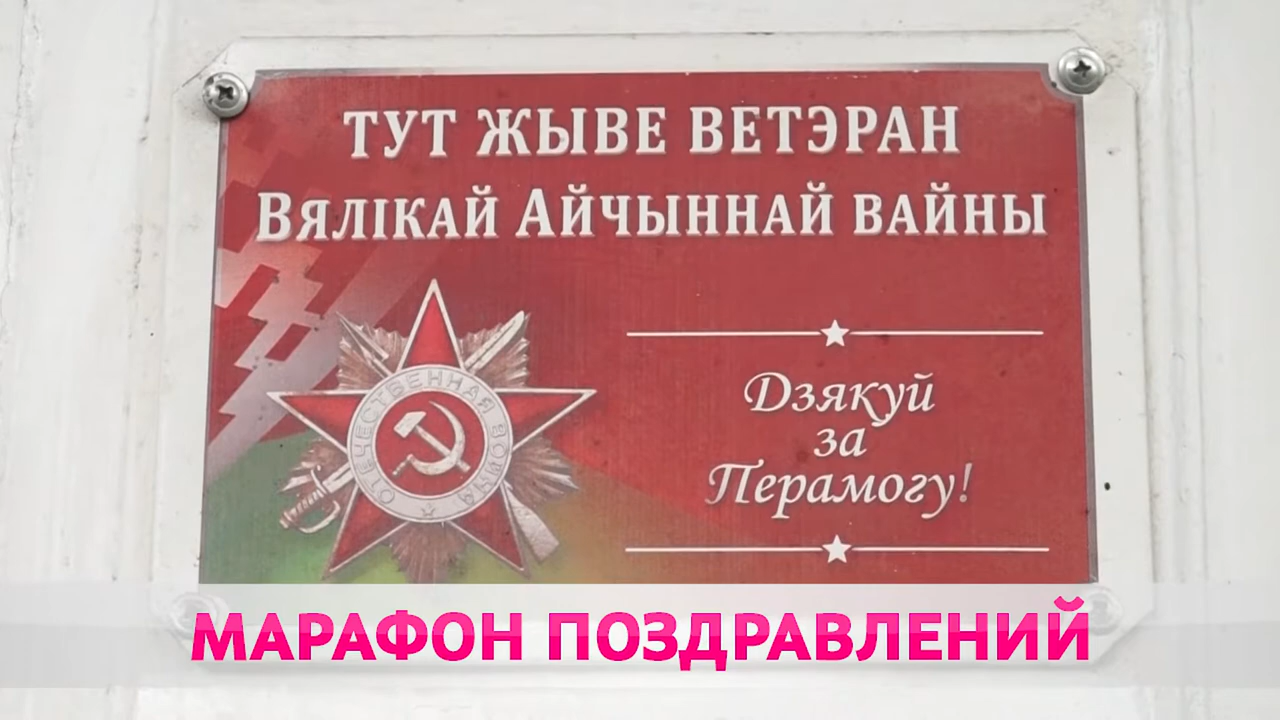 ТУТ ЖЫВЕ ВЕТЭРАН
ВЯЛІКАЙ АЙЧЫННАЙ ВАЙНЫ
ОТЕЧЕСТВЕННАЯ ВОЙНА
Дзякуй
за
Перамогу!
МАРАФОН ПОЗДРАВЛЕНИЙ